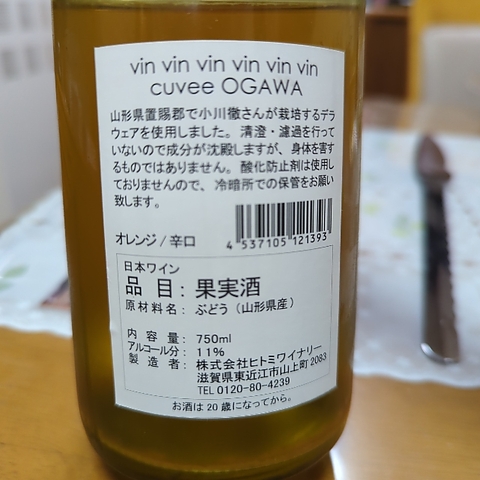 vin vin vin vin vin vin
cuvee OGAWA
山形県置賜郡で小川徹さんが栽培するデラ
ウェアを使用しました。清澄・濾過を行って
いないので成分が沈殿しますが、身体を害す
るものではありません。酸化防止剤は使用し
ておりませんので、冷暗所での保管をお願い
致します。
オレンジ/辛口
4 537105 121393
日本ワイン
品 目: 果実酒
原材料名: ぶどう(山形県産)
内 容 量: 750ml
アルコール分: 11%
製 造 者: 株式会社ヒトミワイナリー
滋賀県東近江市山上町2083
TEL 0120-80-4239
お酒は20歳になってから。